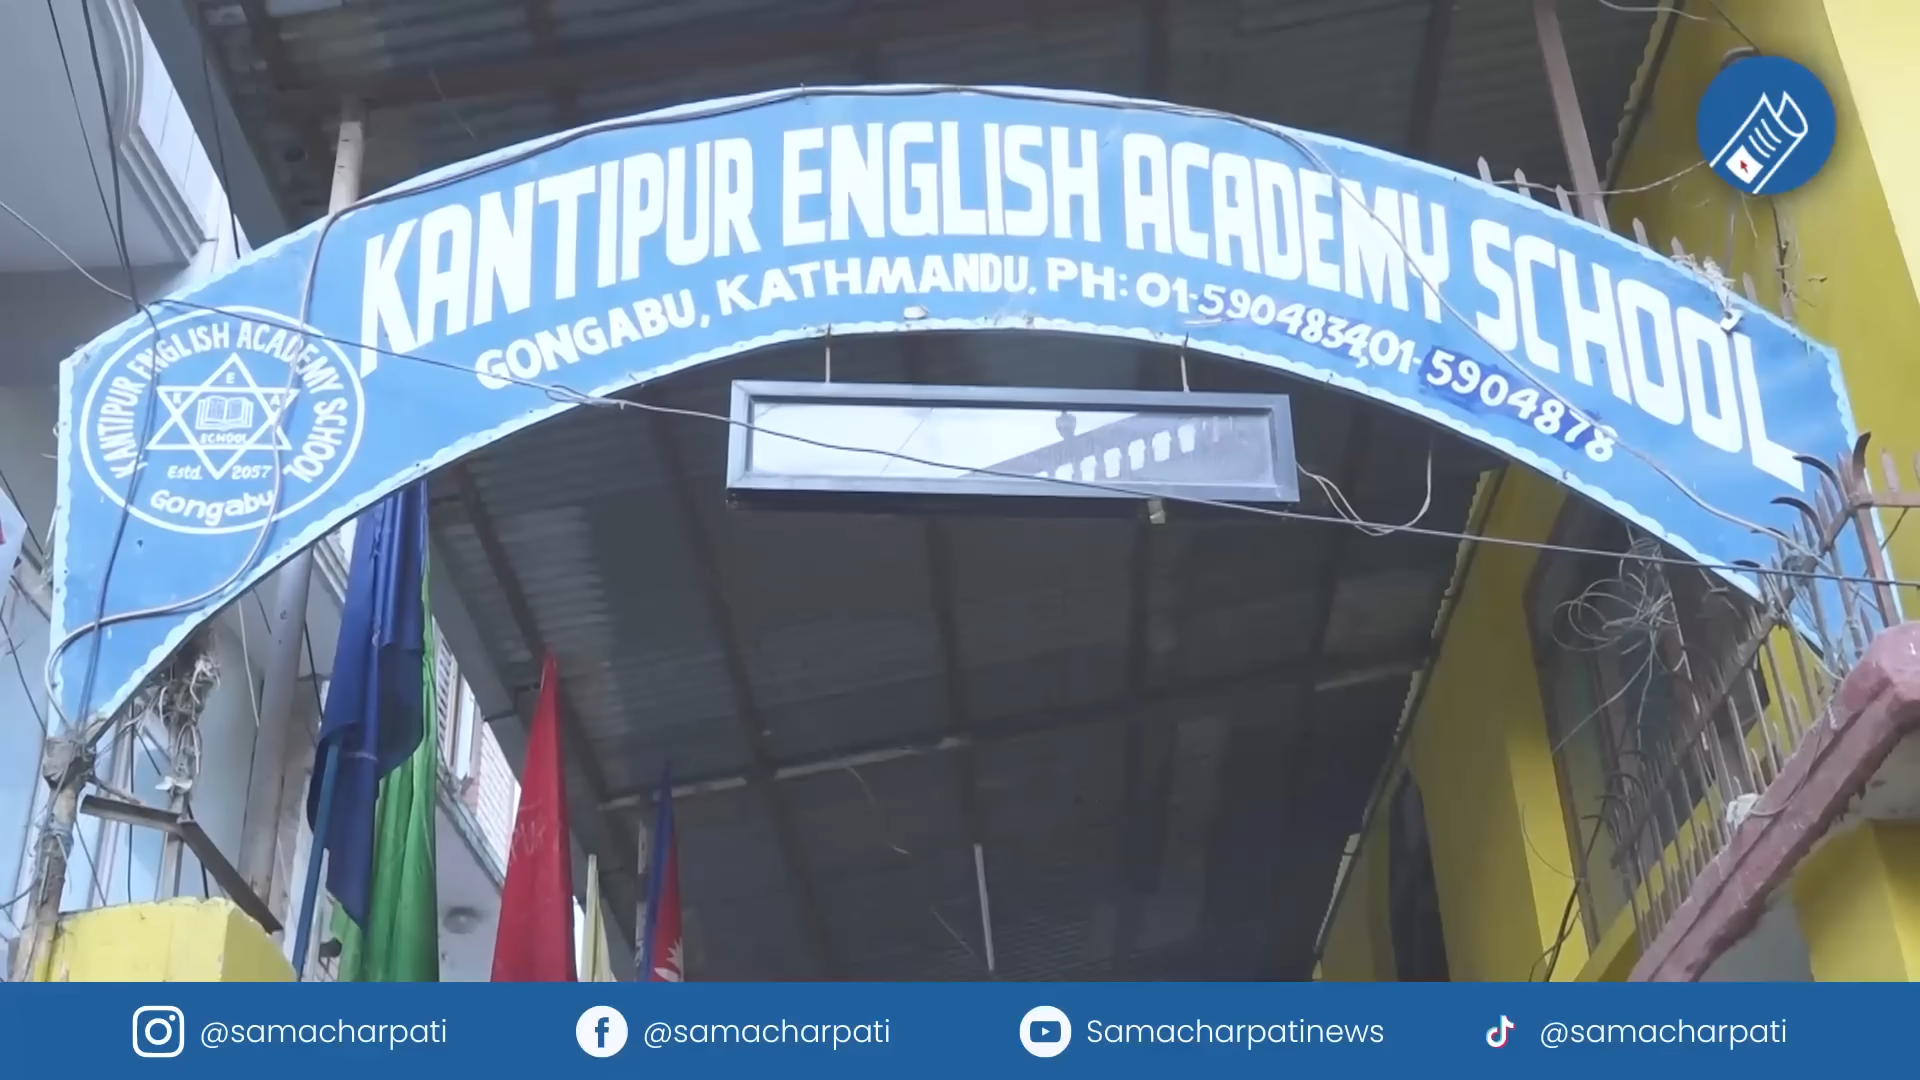 KANTIPUR ENGLISH ACADEMY SCHOOL
GONGABU, KATHMANDU. PH: 01-5904834, 01-5904878
KANTIPUR ENGLISH ACADEMY SCHOOL
E
E A
SCHOOL
Estd. 2057
Gongabu
@samacharpati
@samacharpati
Samacharpatinews
@samacharpati